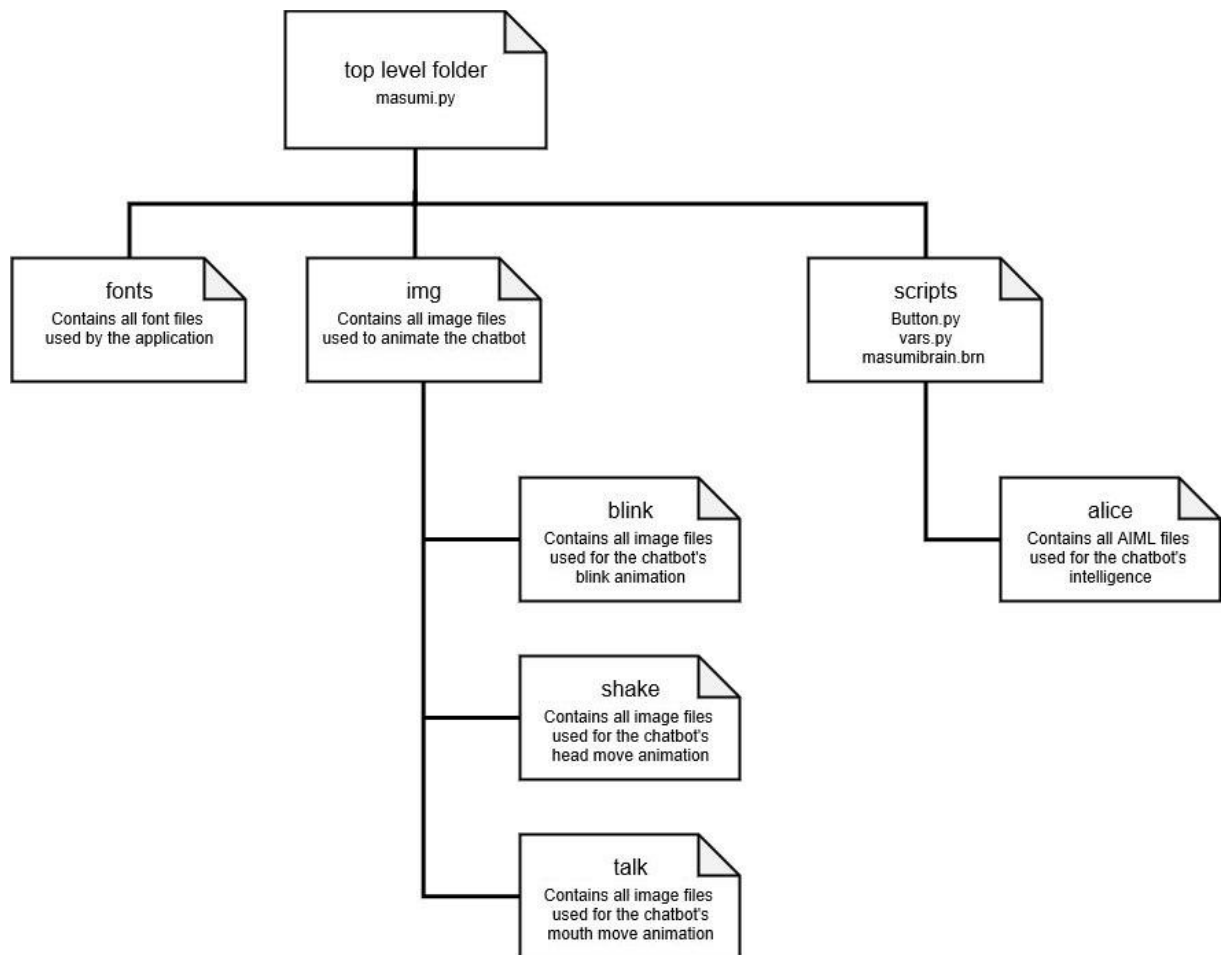 top level folder
masumi.py
fonts
Contains all font files
used by the application
img
Contains all image files
used to animate the chatbot
scripts
Button.py
vars.py
masumibrain.brn
blink
Contains all image files
used for the chatbot's
blink animation
alice
Contains all AIML files
used for the chatbot's
intelligence
shake
Contains all image files
used for the chatbot's
head move animation
talk
Contains all image files
used for the chatbot's
mouth move animation